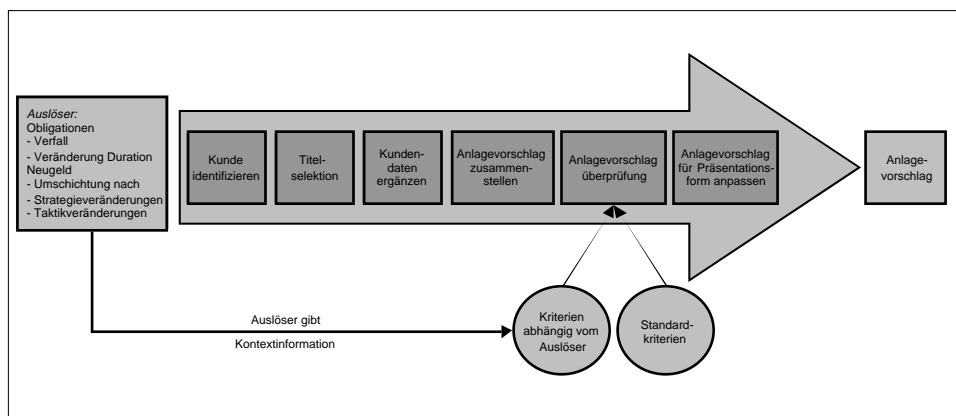 Auslöser:
Obligationen
- Verfall
- Veränderung Duration
Neugeld
- Umschichtung nach
- Strategieveränderungen
- Taktikveränderungen
Kunde
identifizieren
Titel-
selektion
Kunden-
daten
ergänzen
Anlagevorschlag
zusammen-
stellen
Anlagevorschlag
überprüfung
Anlagevorschlag
für Präsentations-
form anpassen
Anlage-
vorschlag
Auslöser gibt
Kontextinformation
Kriterien
abhängig vom
Auslöser
Standard-
kriterien